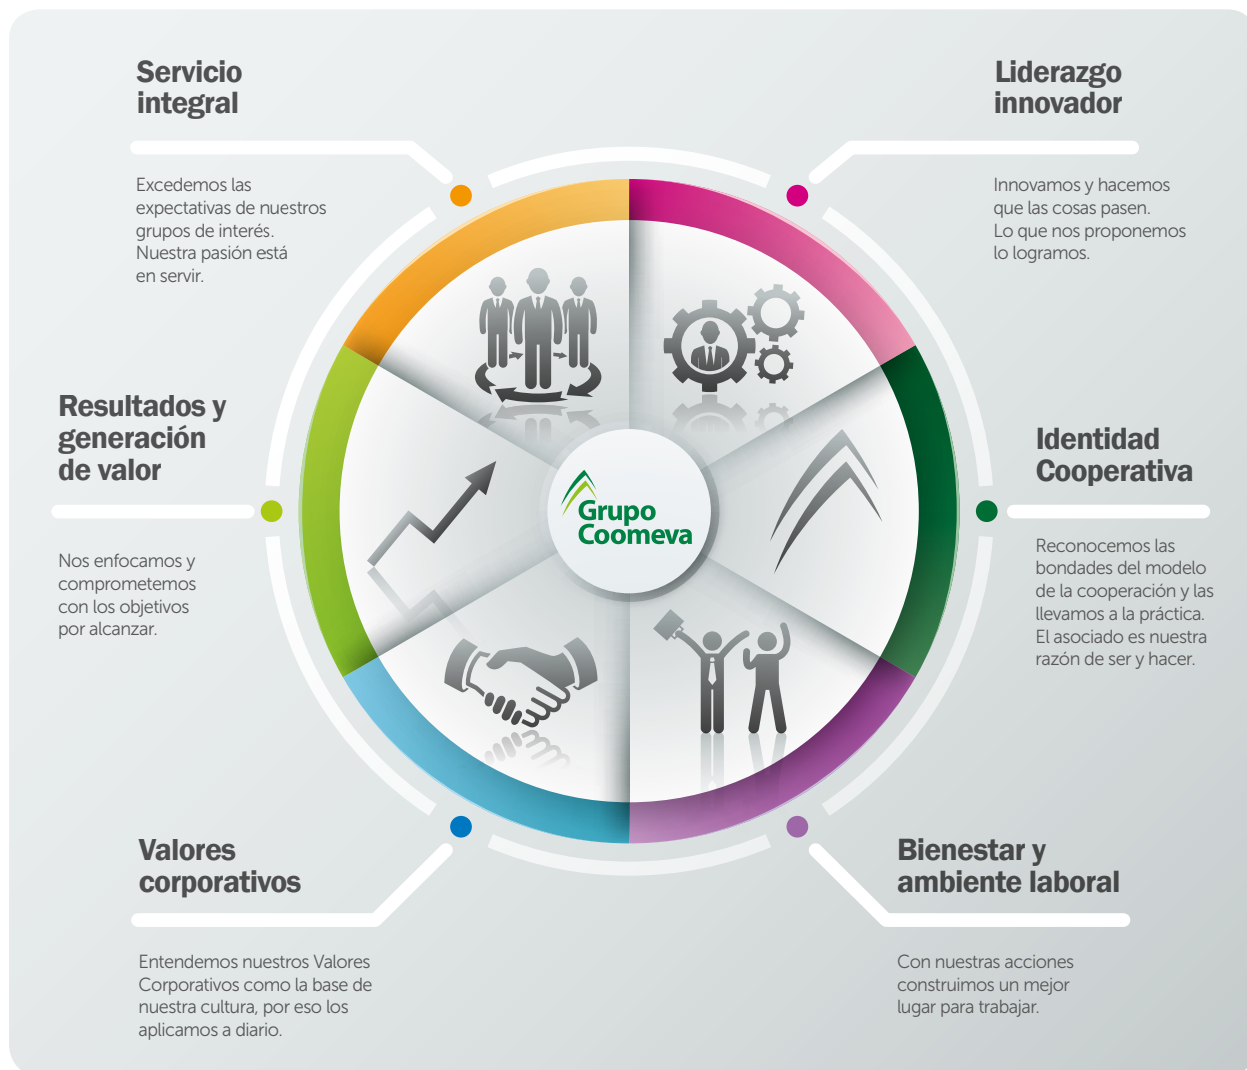 Servicio
integral
Excedemos las
expectativas de nuestros
grupos de interés.
Nuestra pasión está
en servir.
Liderazgo
innovador
Innovamos y hacemos
que las cosas pasen.
Lo que nos proponemos
lo logramos.
Resultados y
generación
de valor
Nos enfocamos y
comprometemos
con los objetivos
por alcanzar.
Grupo
Coomeva
Identidad
Cooperativa
Reconocemos las
bondades del modelo
de la cooperación y las
llevamos a la práctica.
El asociado es nuestra
razón de ser y hacer.
Valores
corporativos
Entendemos nuestros Valores
Corporativos como la base de
nuestra cultura, por eso los
aplicamos a diario.
Bienestar y
ambiente laboral
Con nuestras acciones
construimos un mejor
lugar para trabajar.